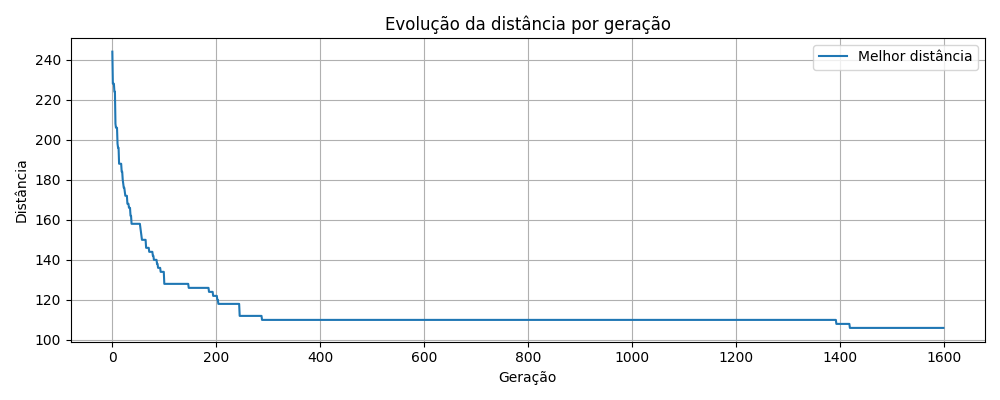 Evolução da distância por geração
Melhor distância
Distância
240
220
200
180
160
140
120
100
0 200 400 600 800 1000 1200 1400 1600
Geração